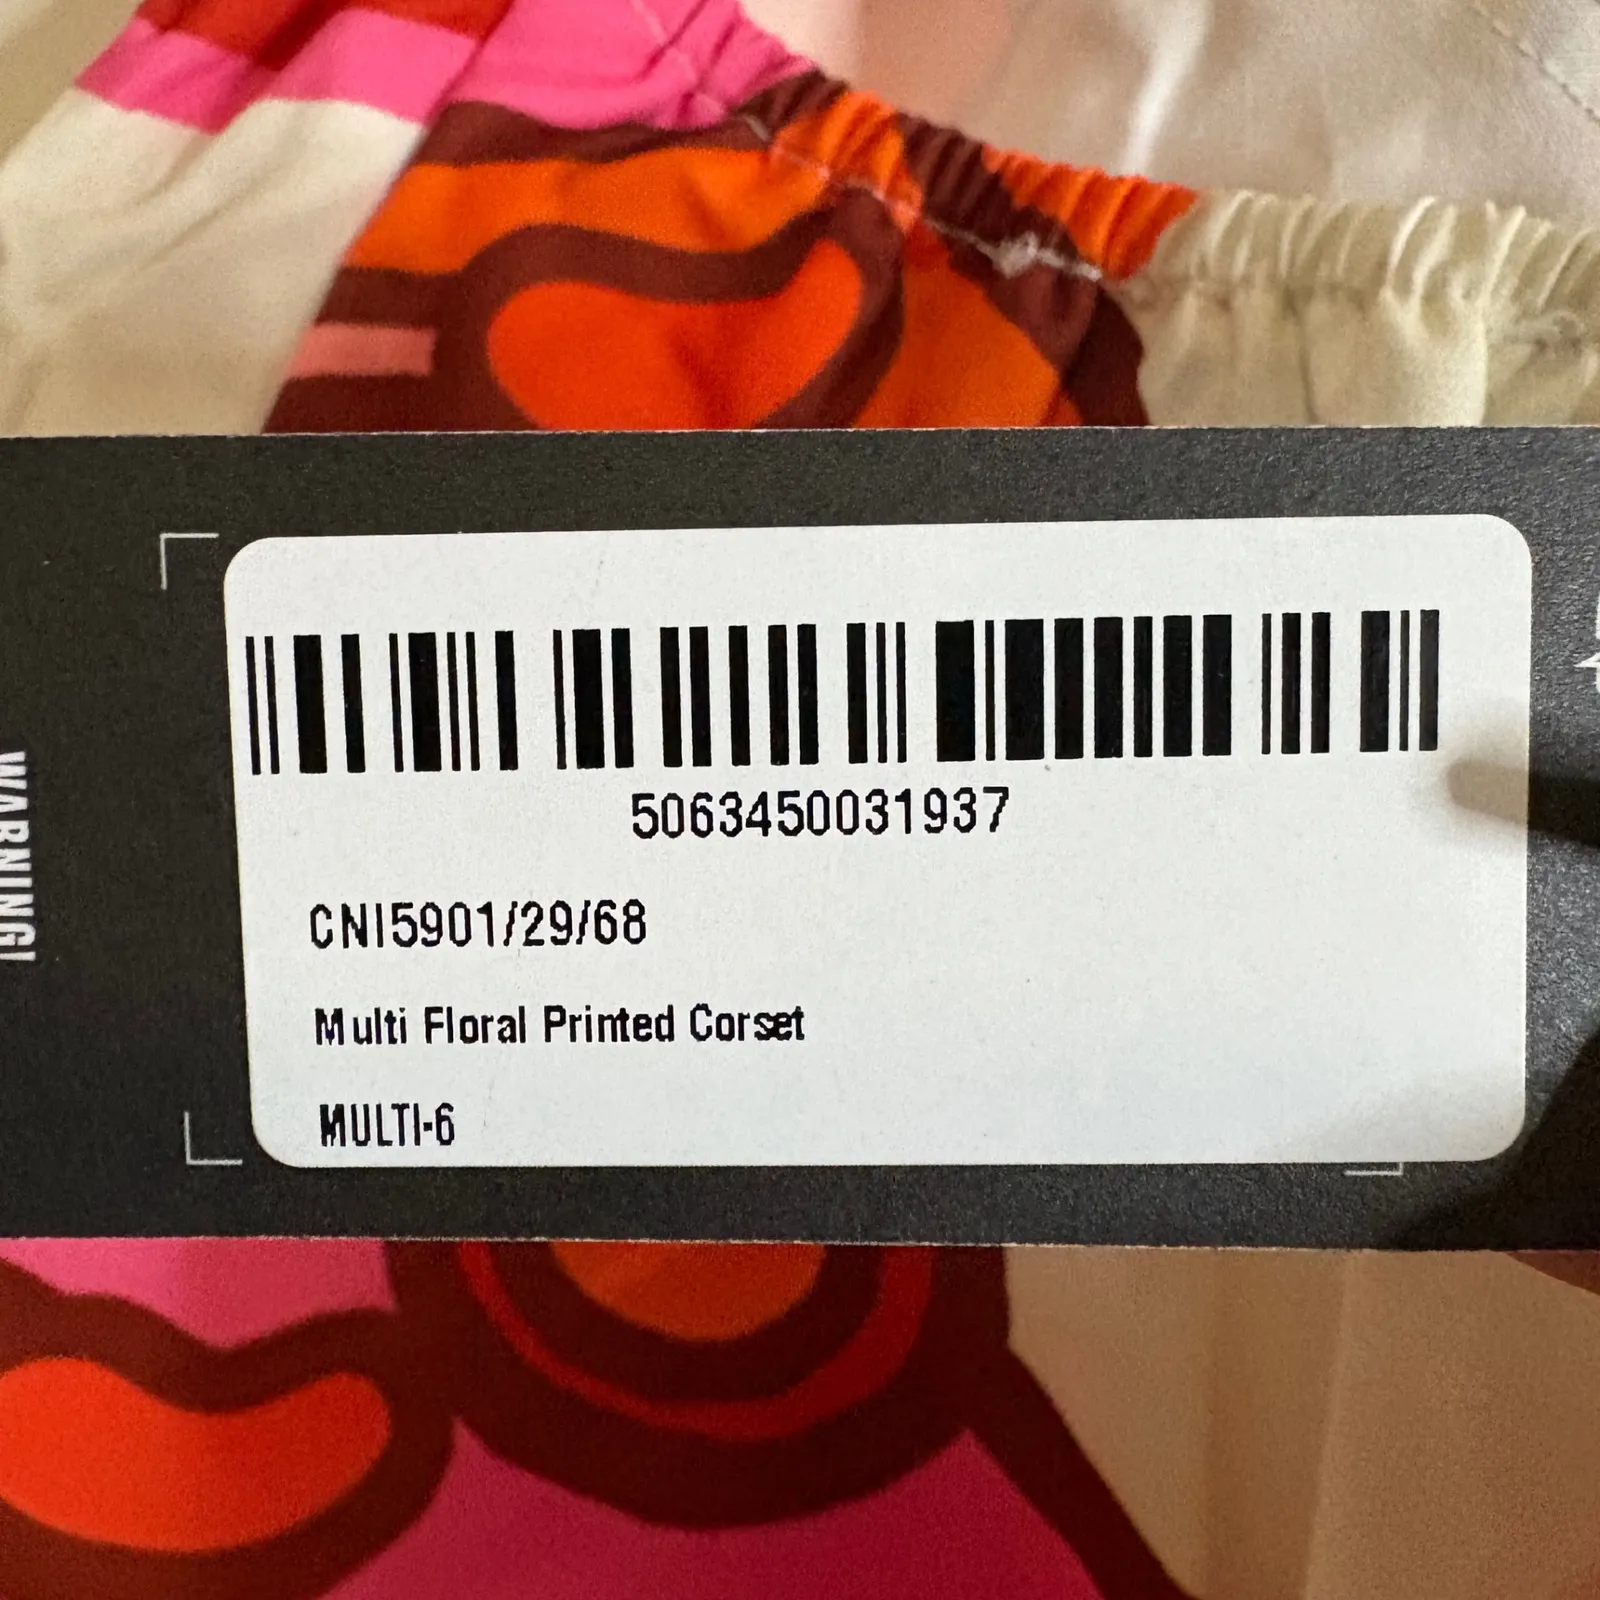 WARNING!
5063450031937
CNI5901/29/68
Multi Floral Printed Corset
MULTI-6